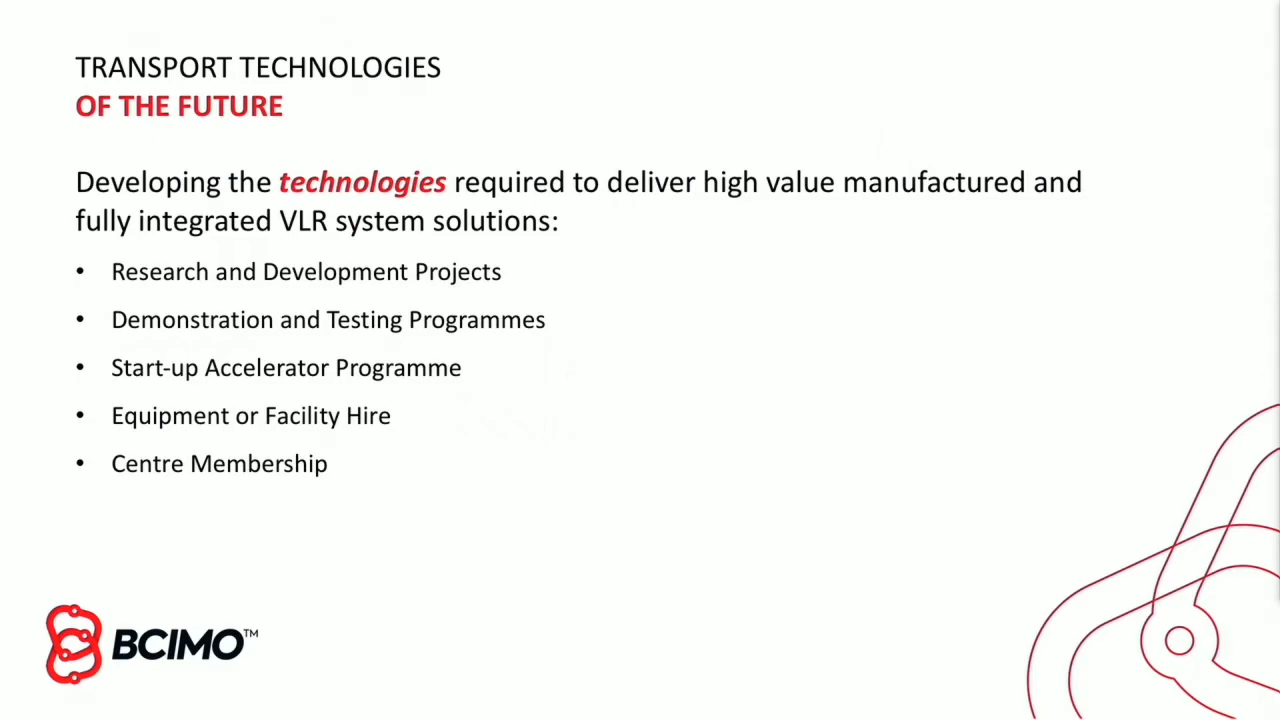 TRANSPORT TECHNOLOGIES
OF THE FUTURE
Developing the technologies required to deliver high value manufactured and
fully integrated VLR system solutions:
• Research and Development Projects
• Demonstration and Testing Programmes
• Start-up Accelerator Programme
• Equipment or Facility Hire
• Centre Membership
BCIMO™